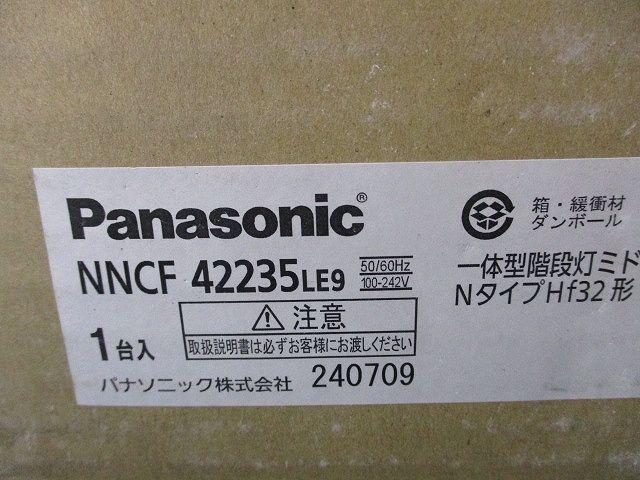 Panasonic®
NNCF 42235LE9
50/60Hz
100-242V
箱・緩衝材
ダンボール
一体型階段灯ミド
NタイプHf32形
注意
取扱説明書は必ずお客様にお渡しください
1台入
パナソニック株式会社 240709